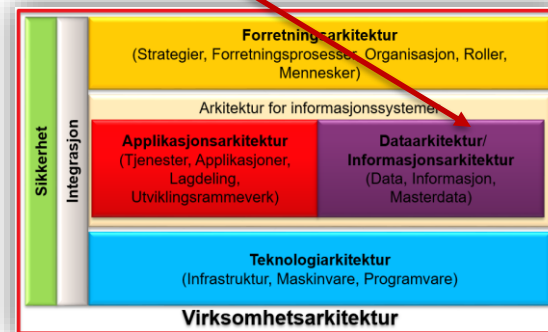 Forretningsarkitektur
(Strategier, Forretningsprosesser, Organisasjon, Roller,
Mennesker)
Sikkerhet
Integrasjon
Arkitektur for informasjonssystemer
Applikasjonsarkitektur
(Tjenester, Applikasjoner,
Lagdeling,
Utviklingsrammeverk)
Dataarkitektur/
Informasjonsarkitektur
(Data, Informasjon,
Masterdata)
Teknologiarkitektur
(Infrastruktur, Maskinvare, Programvare)
Virksomhetsarkitektur